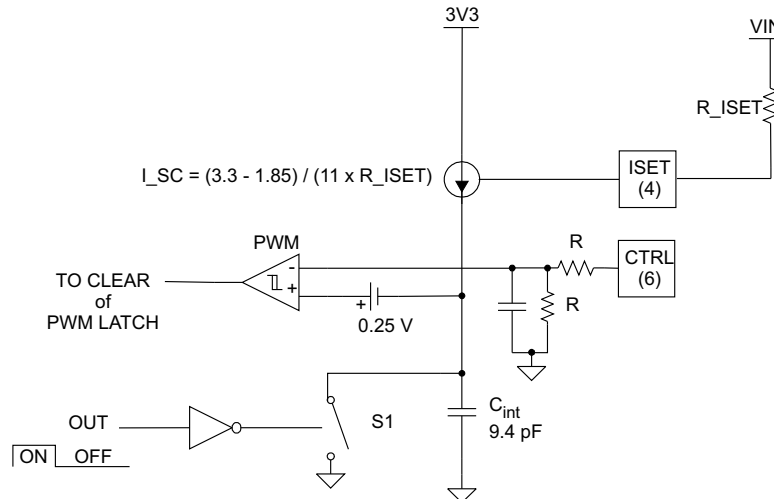 3V3
VIN
R_ISET
I_SC = (3.3 - 1.85) / (11 x R_ISET)
ISET
(4)
PWM
-
+
R
CTRL
(6)
TO CLEAR
of
PWM LATCH
+
0.25 V
R
OUT
S1
C_int
9.4 pF
ON OFF